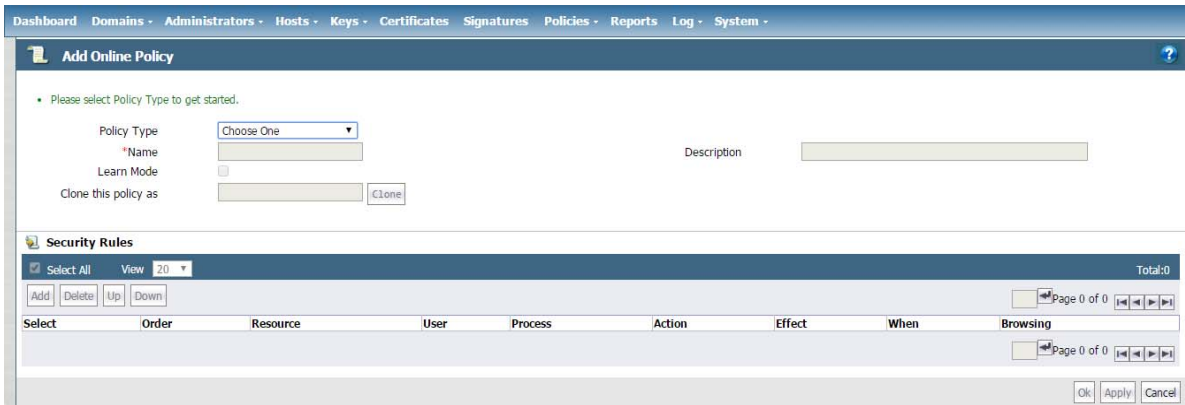 Dashboard Domains Administrators Hosts Keys Certificates Signatures Policies Reports Log System
Add Online Policy
?
Please select Policy Type to get started.
Policy Type Choose One
*Name Description
Learn Mode
Clone this policy as Clone
Security Rules
Select All View 20 Total:0
Add Delete Up Down Page 0 of 0
Select Order Resource User Process Action Effect When Browsing
Page 0 of 0
Ok Apply Cancel